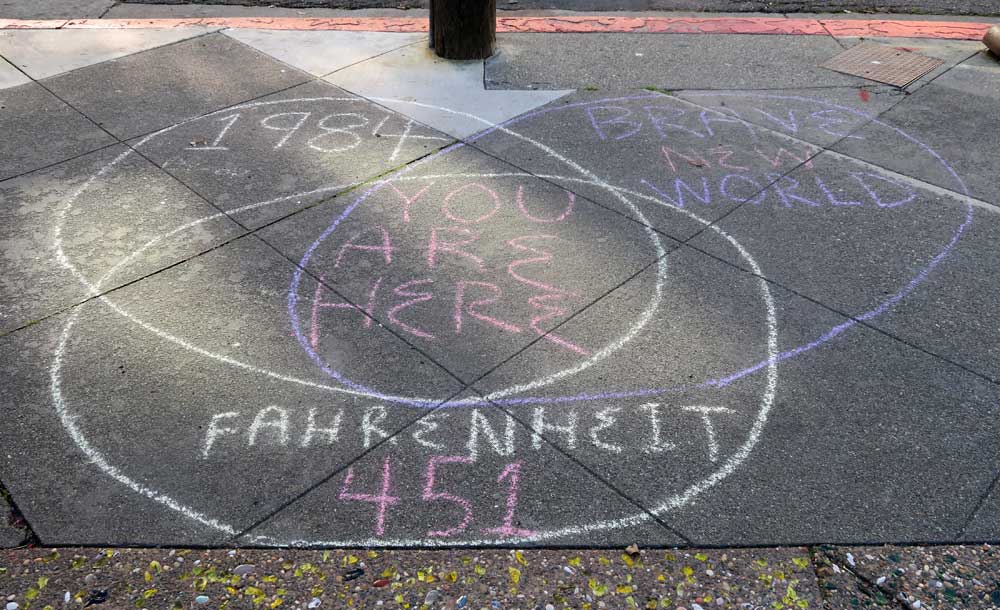 1984
BRAVE
NEW
WORLD
YOU
ARE
HERE
FAHRENHEIT
451